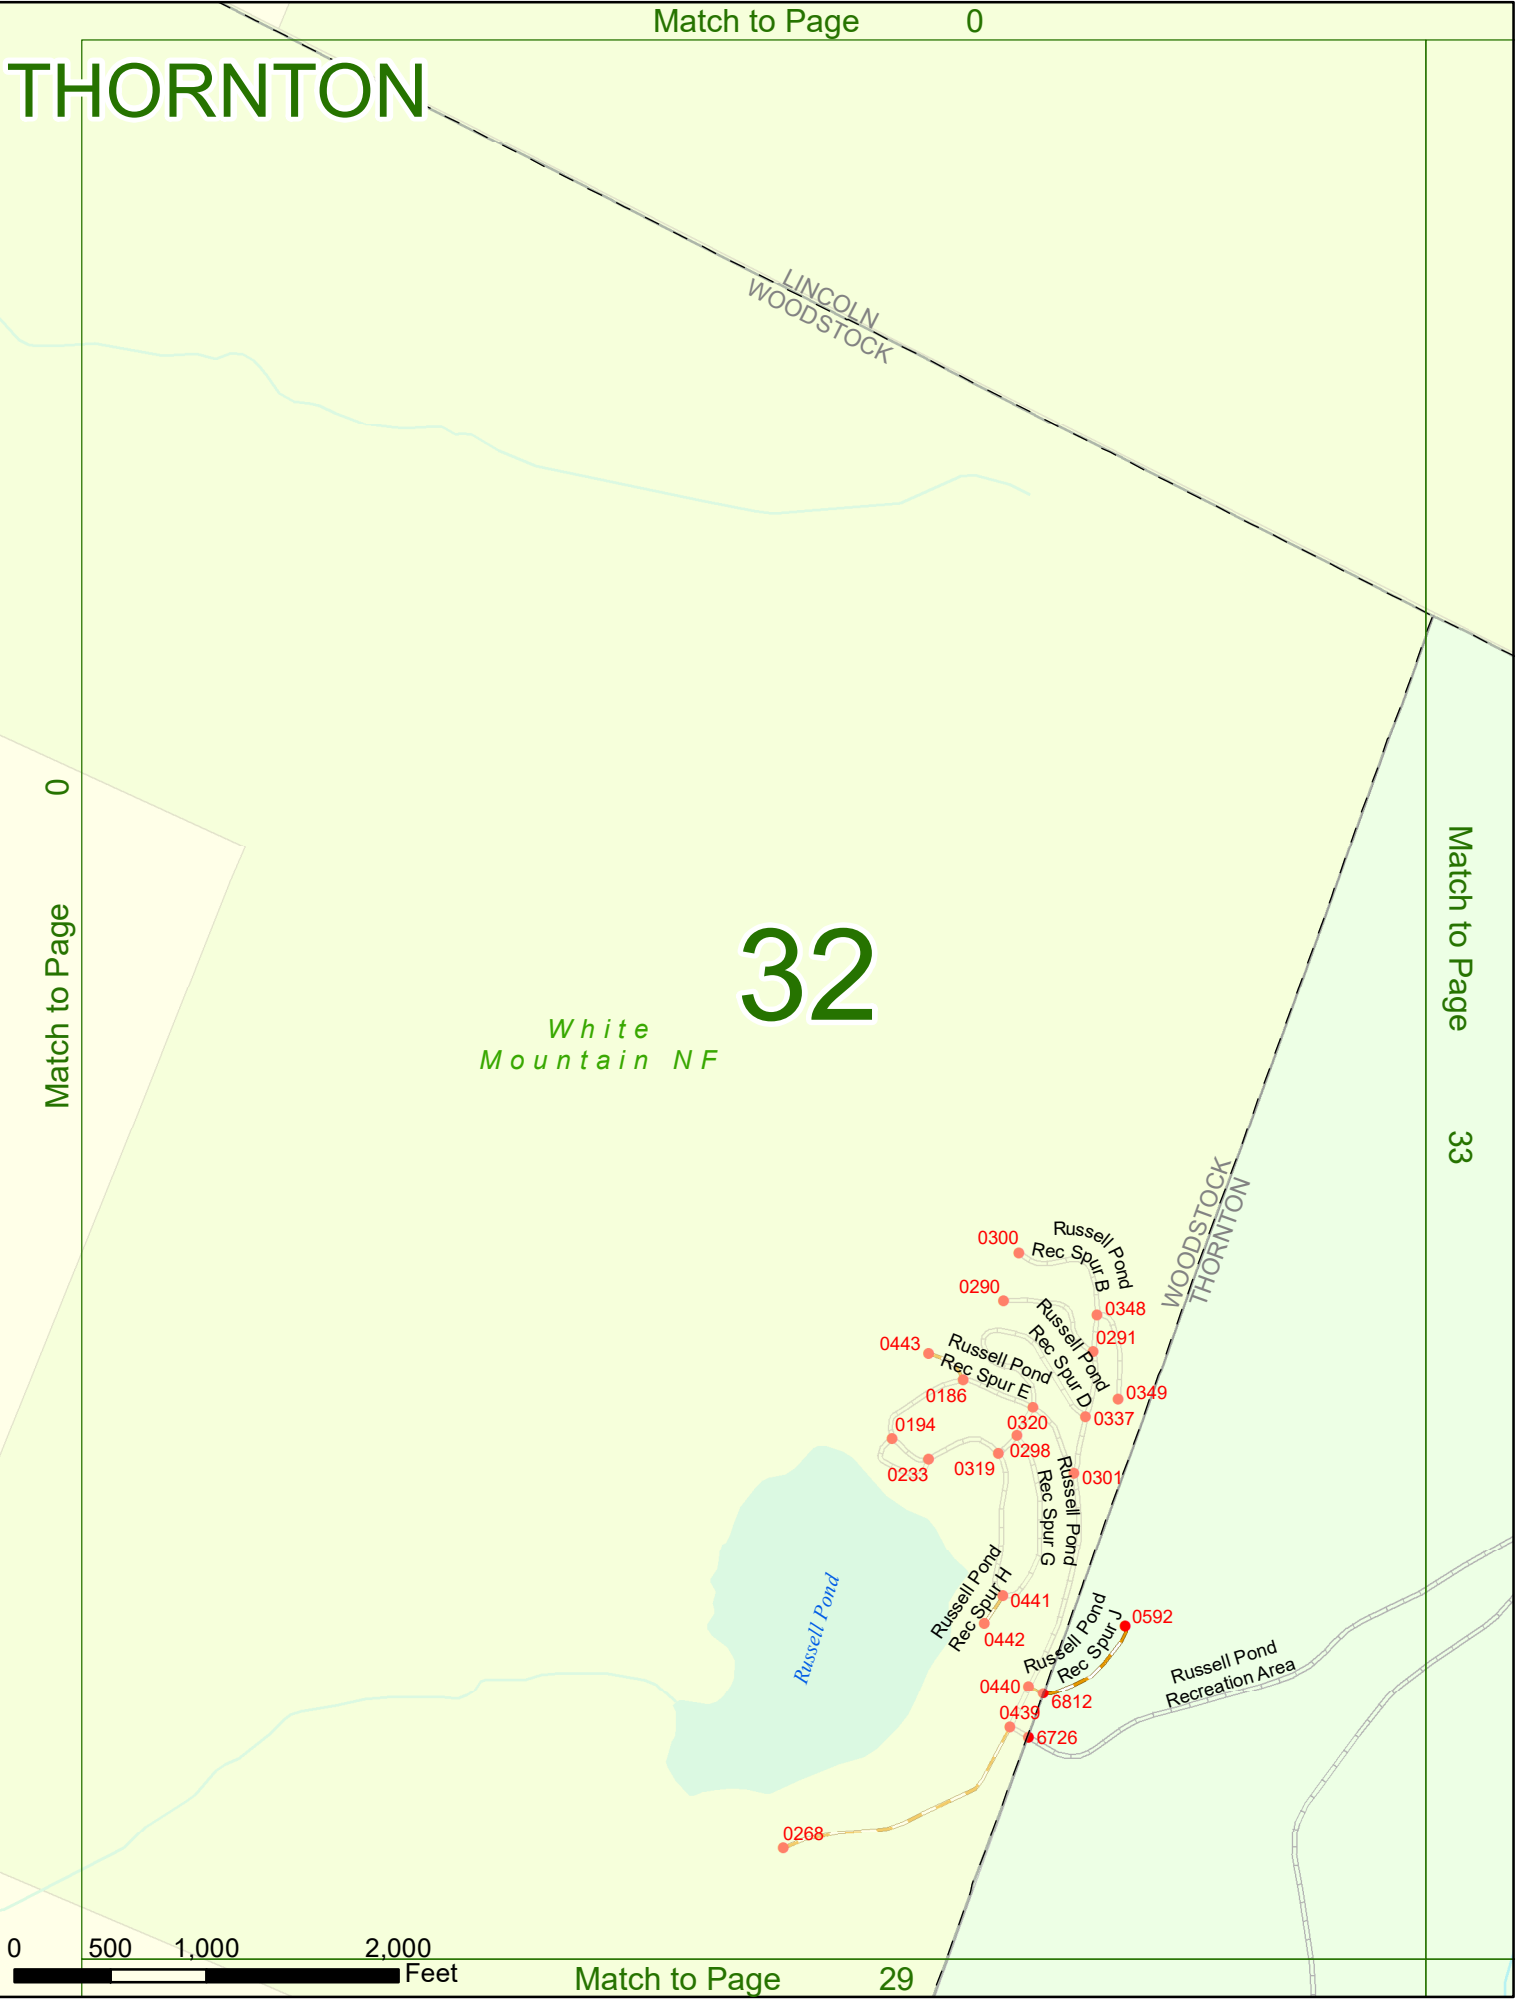 Match to Page 0
THORNTON
LINCOLN
WOODSTOCK
Match to Page 0
32
White
Mountain NF
Match to Page 33
WOODSTOCK
THORNTON
0300
Russell Pond
Rec Spur B
0290
0348
Russell Pond
Rec Spur D
0291
0443
Russell Pond
Rec Spur E
0186
0349
0337
0194
0320
0298
0319
0233
0301
Russell Pond
Rec Spur G
Russell Pond
Rec Spur H
0441
0442
Russell Pond
Russell Pond
Rec Spur J
0592
Russell Pond
Recreation Area
0440
6812
0439
6726
0268
0 500 1,000 2,000
Feet
Match to Page 29